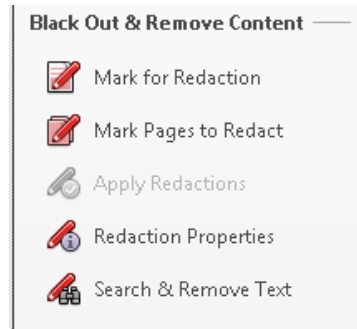 Black Out & Remove Content
Mark for Redaction
Mark Pages to Redact
Apply Redactions
Redaction Properties
Search & Remove Text